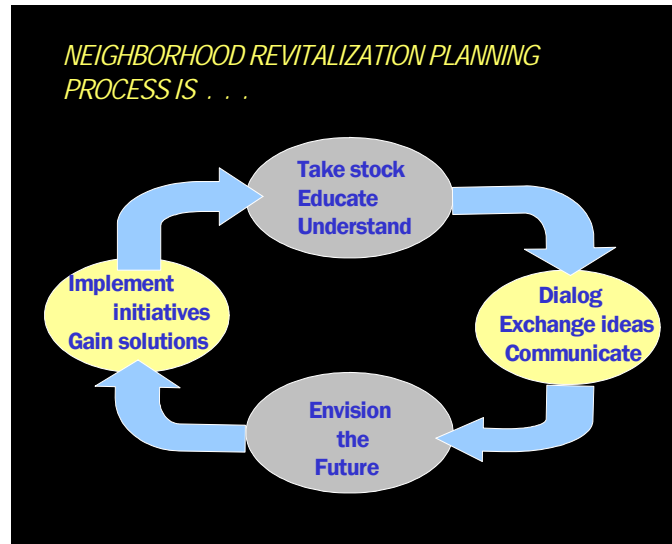 NEIGHBORHOOD REVITALIZATION PLANNING
PROCESS IS . . .
Take stock
Educate
Understand
Dialog
Exchange ideas
Communicate
Envision
the
Future
Implement
initiatives
Gain solutions